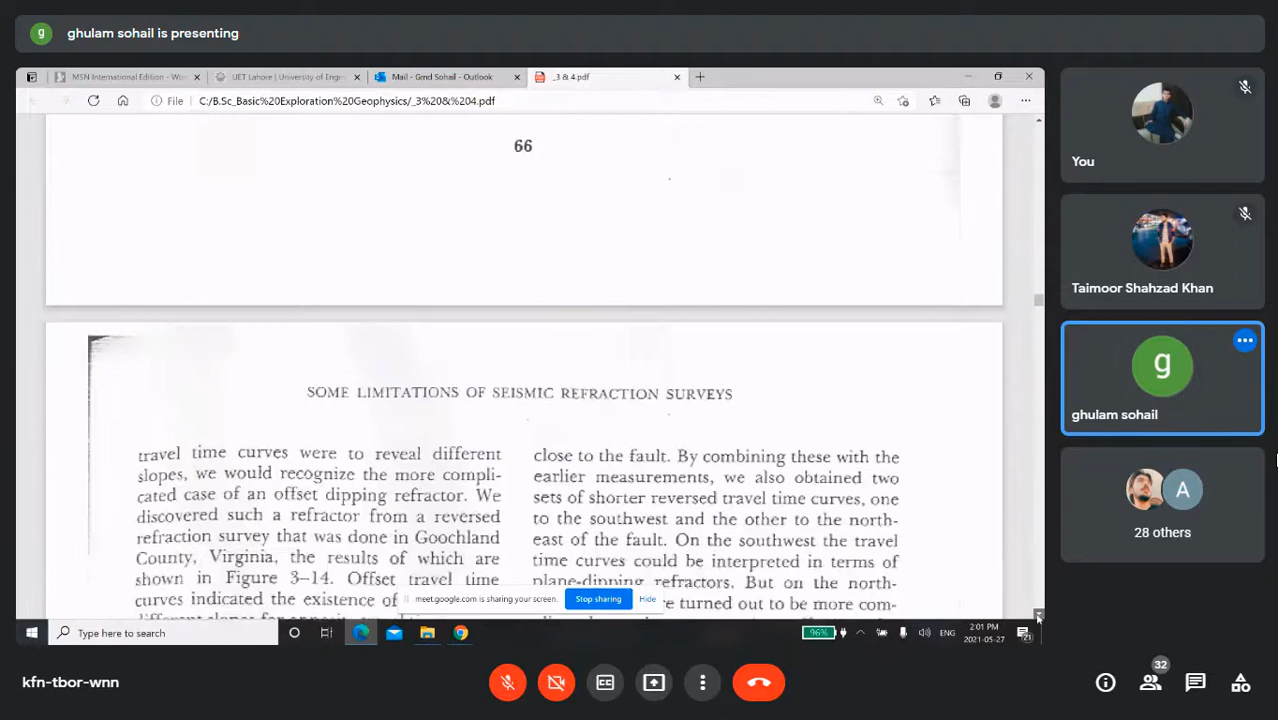 g
ghulam sohail is presenting
MSN International Edition - Wor
UET Lahore | University of Engin
Mail - Gmd Sohail - Outlook
_3 & 4.pdf
File
C:/B.Sc_Basic%20Exploration%20Geophysics/_3%20&%204.pdf
66
SOME LIMITATIONS OF SEISMIC REFRACTION SURVEYS
travel time curves were to reveal different
slopes, we would recognize the more compli-
cated case of an offset dipping refractor. We
discovered such a refractor from a reversed
refraction survey that was done in Goochland
County, Virginia, the results of which are
shown in Figure 3–14. Offset travel time
curves indicated the existence of
close to the fault. By combining these with the
earlier measurements, we also obtained two
sets of shorter reversed travel time curves, one
to the southwest and the other to the north-
east of the fault. On the southwest the travel
time curves could be interpreted in terms of
plane-dipping refractors. But on the north-
re turned out to be more com-
meet.google.com is sharing your screen.
Stop sharing
Hide
Type here to search
96%
ENG
2:01 PM
2021-05-27
21
You
Taimoor Shahzad Khan
g
ghulam sohail
A
28 others
kfn-tbor-wnn
CC
32